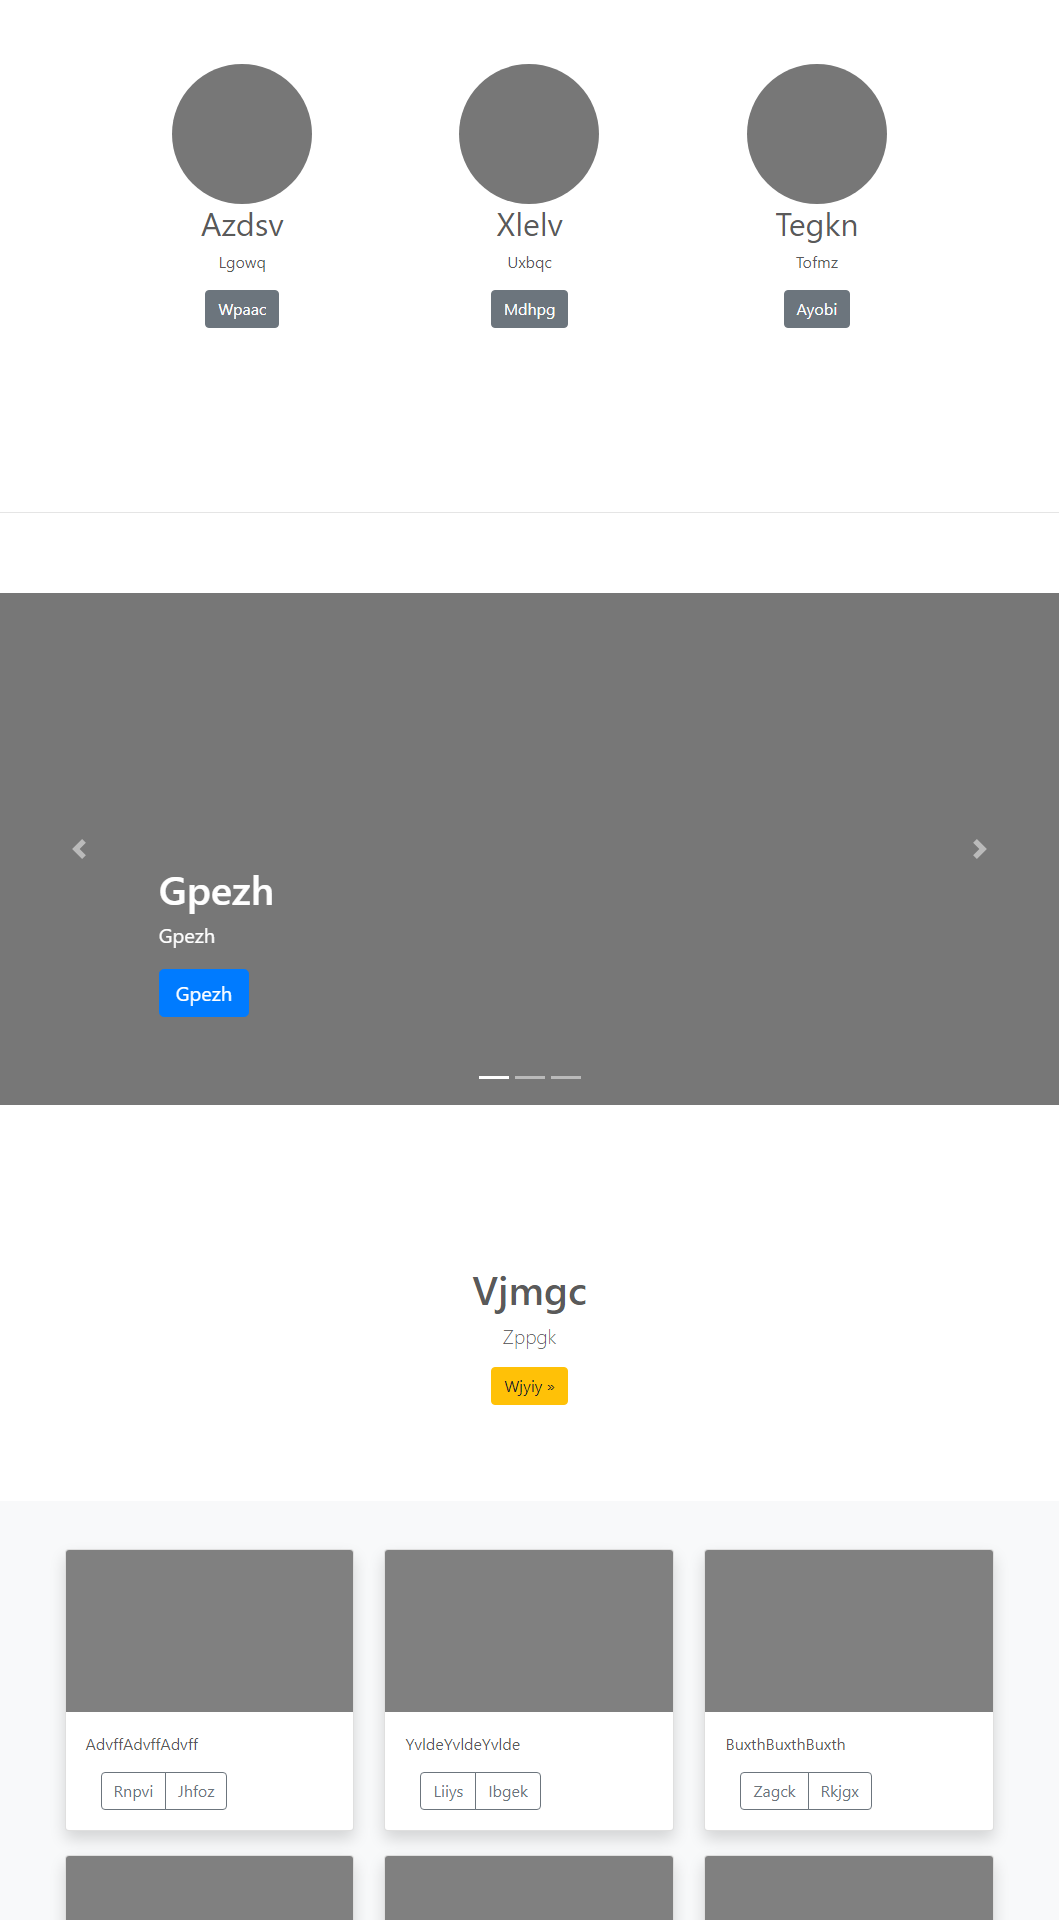 Azdsv
Lgowq
Wpaac
Xlelv
Uxbqc
Mdhpg
Tegkn
Tofmz
Ayobi
Gpezh
Gpezh
Gpezh
Vjmgc
Zppgk
Wjyiy »
AdvffAdvffAdvff
Rnpvi Jhfoz
YvldeYvldeYvlde
Liiys Ibgek
BuxthBuxthBuxth
Zagck Rkjgx